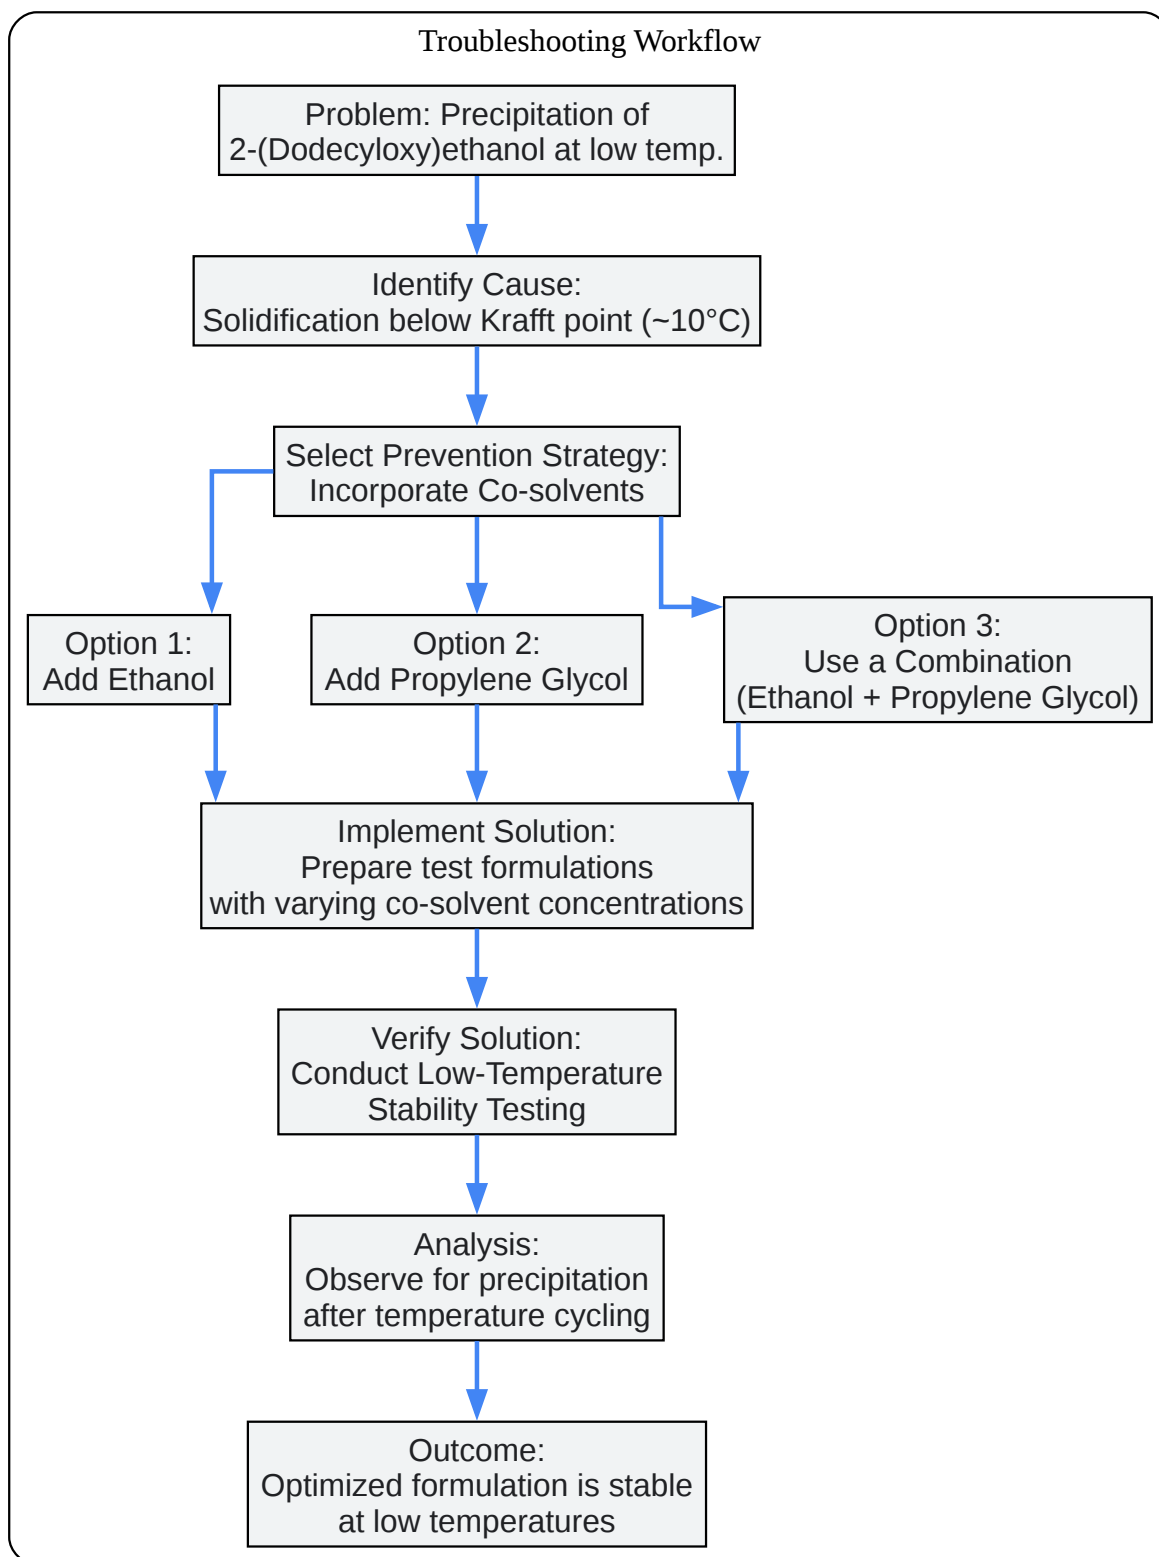 Troubleshooting Workflow
Problem: Precipitation of
2-(Dodecyloxy)ethanol at low temp.
Identify Cause:
Solidification below Krafft point (~10°C)
Select Prevention Strategy:
Incorporate Co-solvents
Option 1:
Add Ethanol
Option 2:
Add Propylene Glycol
Option 3:
Use a Combination
(Ethanol + Propylene Glycol)
Implement Solution:
Prepare test formulations
with varying co-solvent concentrations
Verify Solution:
Conduct Low-Temperature
Stability Testing
Analysis:
Observe for precipitation
after temperature cycling
Outcome:
Optimized formulation is stable
at low temperatures